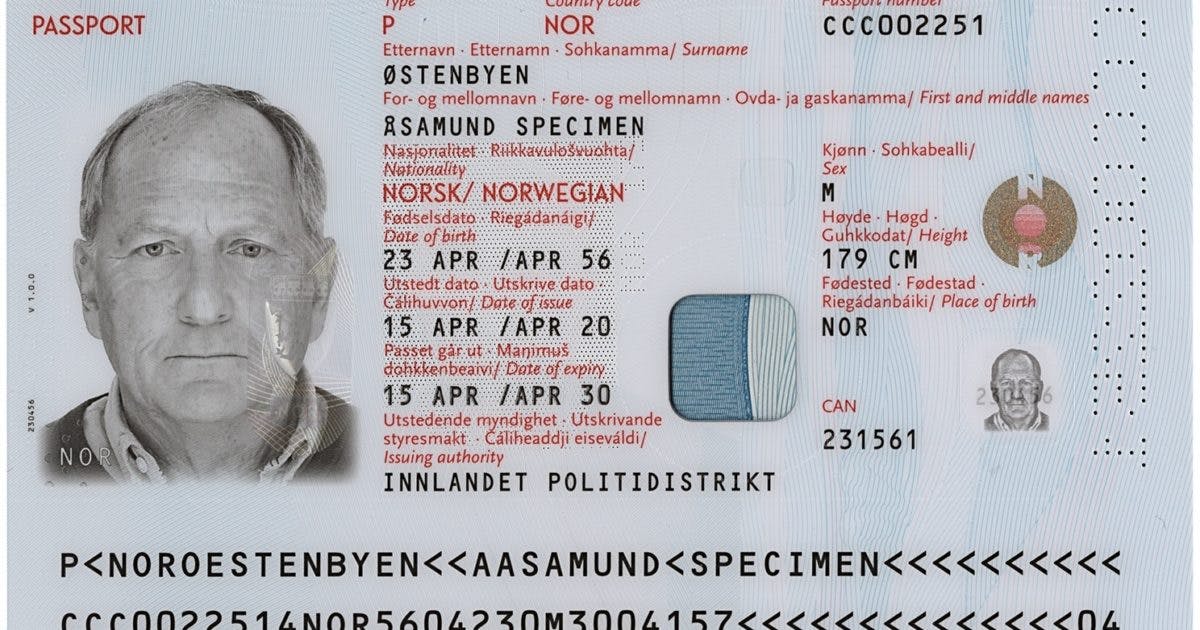 PASSPORT
Type
Country code
Passport number
P
NOR
CCC002251
Etternavn · Etternamn · Sohkanamma/ Surname
ØSTENBYEN
For- og mellomnavn · Føre- og mellomnamn · Ovda- ja gaskanamma/ First and middle names
ÅSAMUND SPECIMEN
Nasjonalitet Riikkavulošvuohta/
Nationality
NORSK/ NORWEGIAN
Kjønn · Sohkabealli/
Sex
M
Fødselsdato · Riegádanáigi/
Date of birth
23 APR /APR 56
Høyde · Høgd ·
Guhkkodat/ Height
179 CM
Utstedt dato · Utskrive dato
Čálihuvvon/ Date of issue
15 APR /APR 20
Fødested · Fødestad ·
Riegádanbáiki/ Place of birth
NOR
Passet går ut · Manimuš
dohkkenbeaivi/ Date of expiry
15 APR /APR 30
Utstedende myndighet · Utskrivande
styresmakt · Čáliheaddji eiseváldi/
Issuing authority
INNLANDET POLITIDISTRIKT
CAN
231561
V 1.0.0
230456
NOR
NOR
230456
P<NOROESTENBYEN<<AASAMUND<SPECIMEN<<<<<<<<<<
CCC0022514NOR5604230M3004157<<<<<<<<<<<<<<04